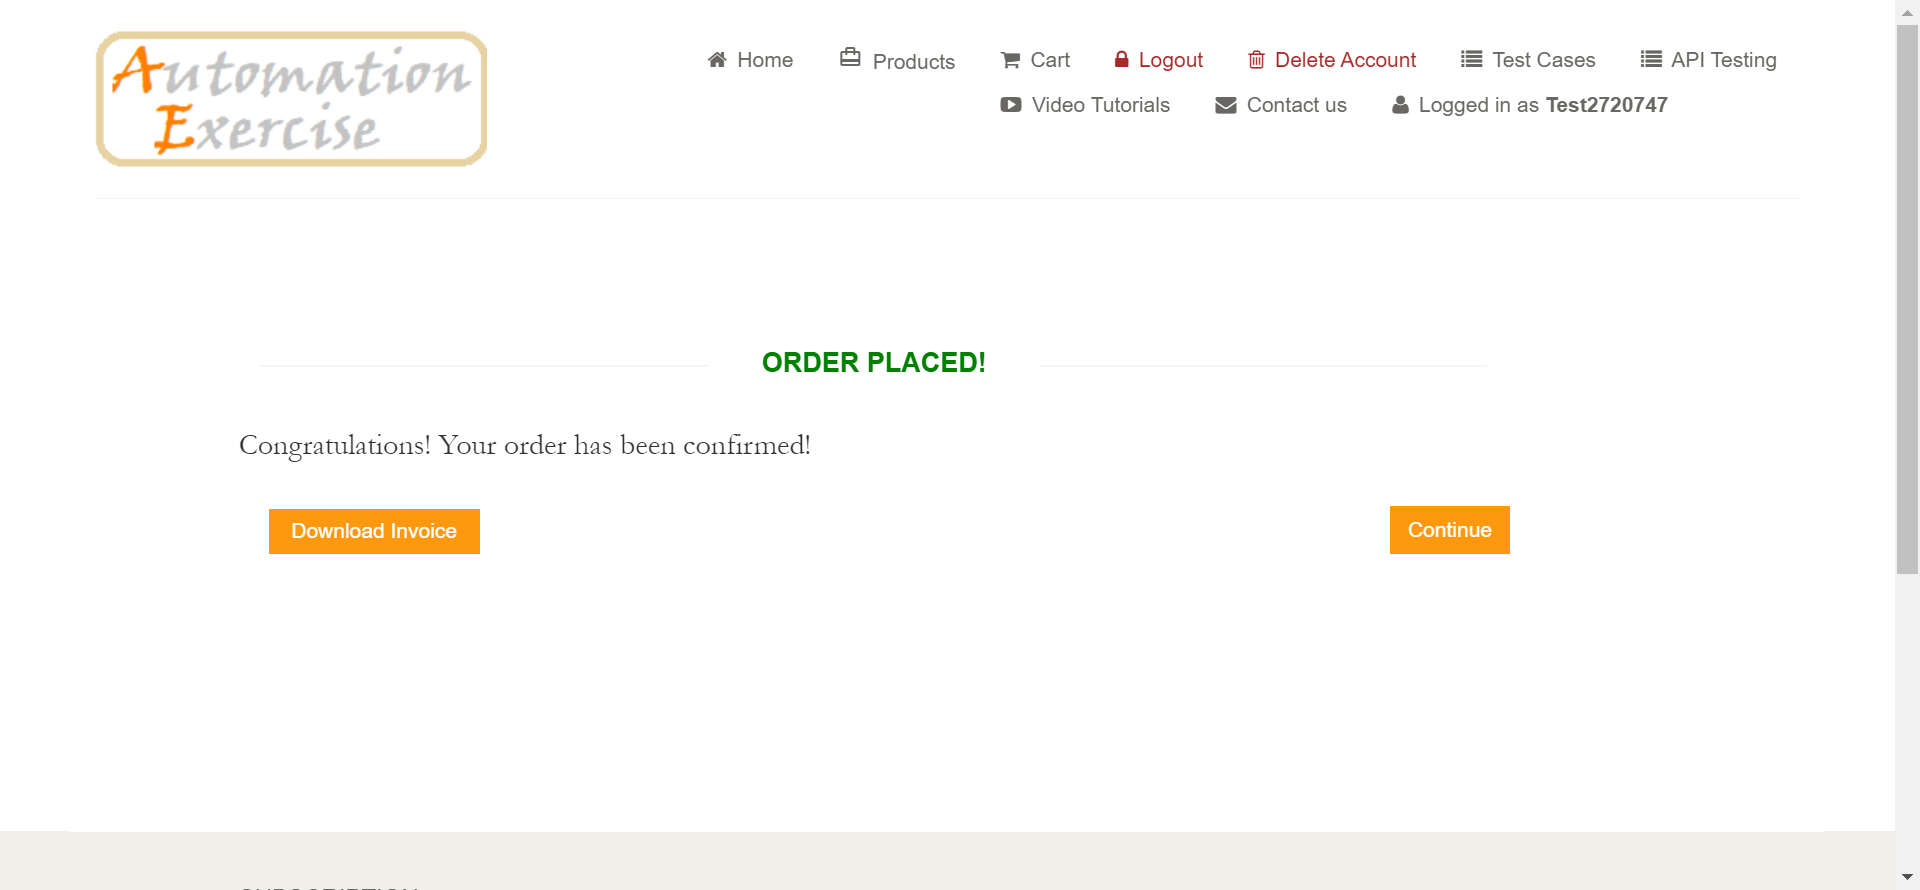 Automation
Exercise
Home Products Cart Logout Delete Account Test Cases API Testing
Video Tutorials Contact us Logged in as Test2720747
ORDER PLACED!
Congratulations! Your order has been confirmed!
Download Invoice Continue
SUBSCRIPTION